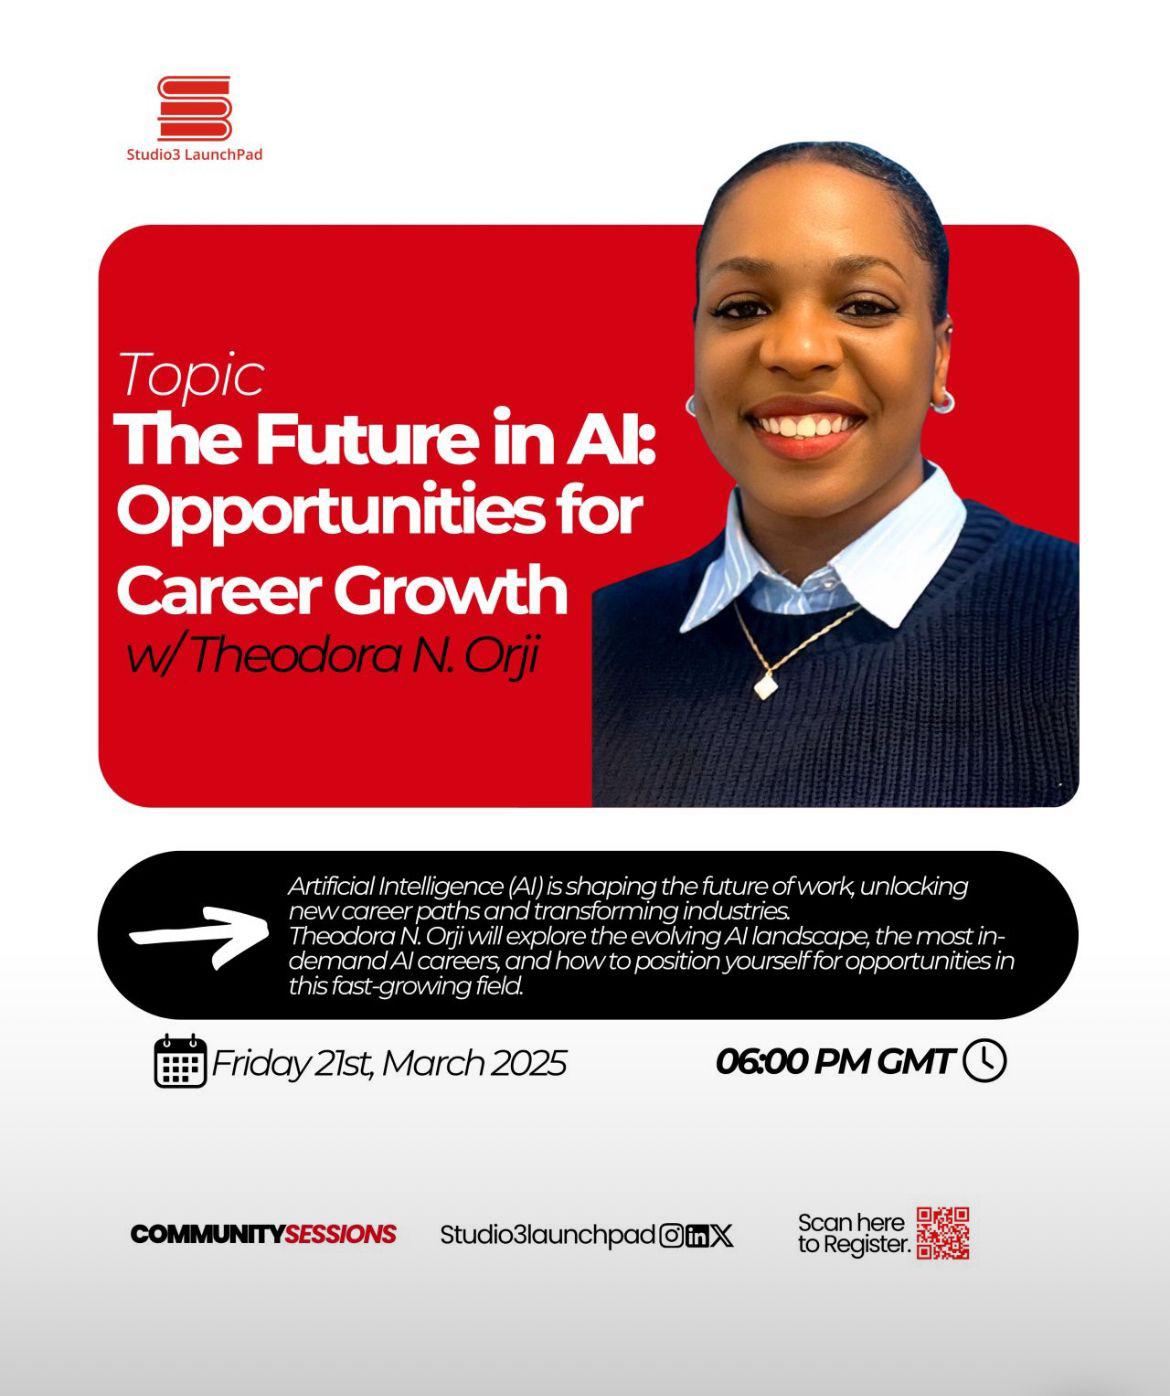 Studio3 LaunchPad
Topic
The Future in AI:
Opportunities for
Career Growth
w/ Theodora N. Orji
Artificial Intelligence (AI) is shaping the future of work, unlocking
new career paths and transforming industries.
Theodora N. Orji will explore the evolving AI landscape, the most in-
demand AI careers, and how to position yourself for opportunities in
this fast-growing field.
Friday 21st, March 2025
06:00 PM GMT
COMMUNITYSESSIONS
Studio3launchpad
Scan here
to Register.